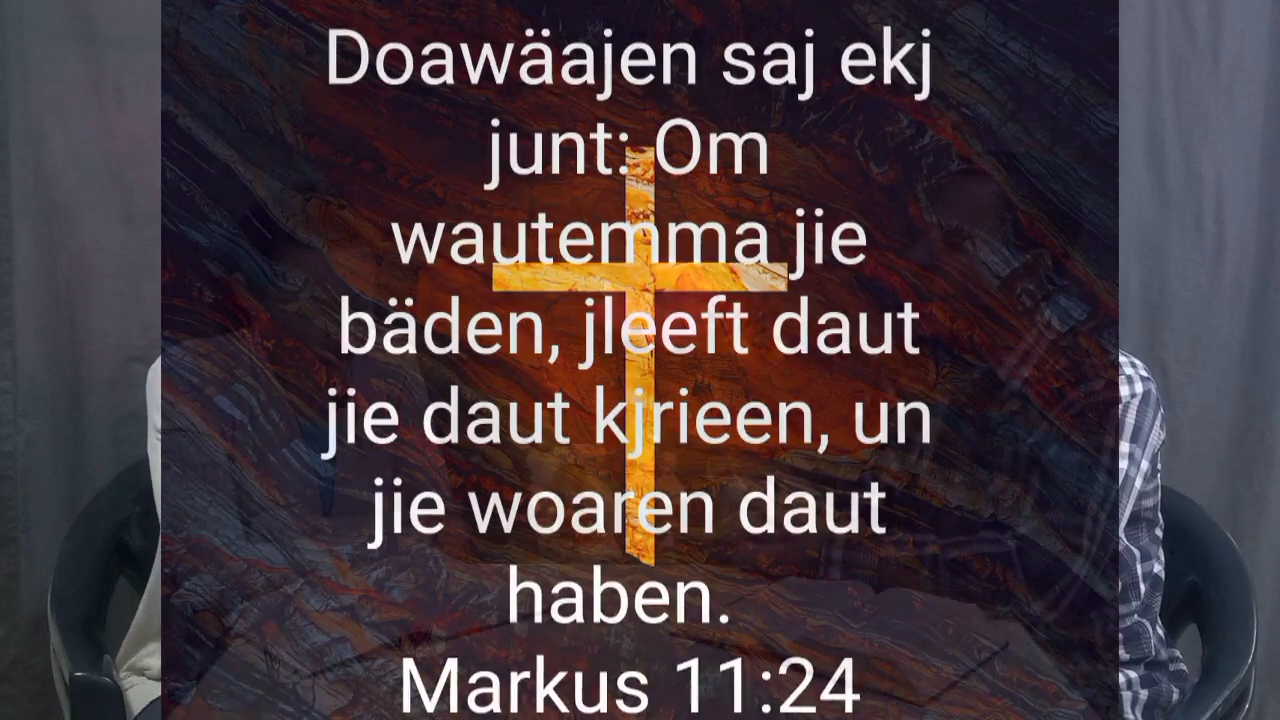 Doawäajen saj ekj
junt: Om
wautemma jie
bäden, jleeft daut
jie daut kjrieen, un
jie woaren daut
haben.
Markus 11:24